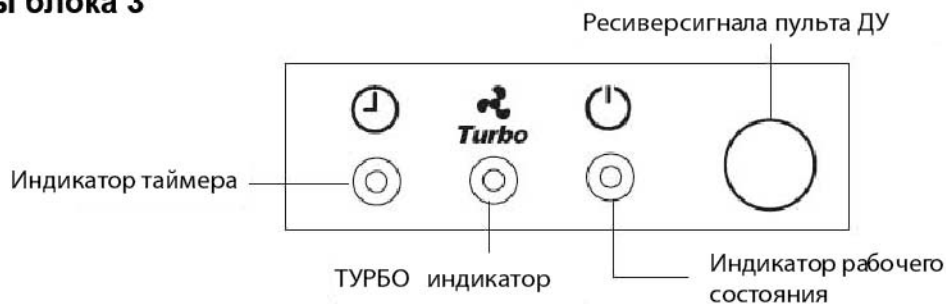 ы блока 3
Ресиверсигнала пульта ДУ
Turbo
Индикатор таймера
ТУРБО индикатор
Индикатор рабочего
состояния